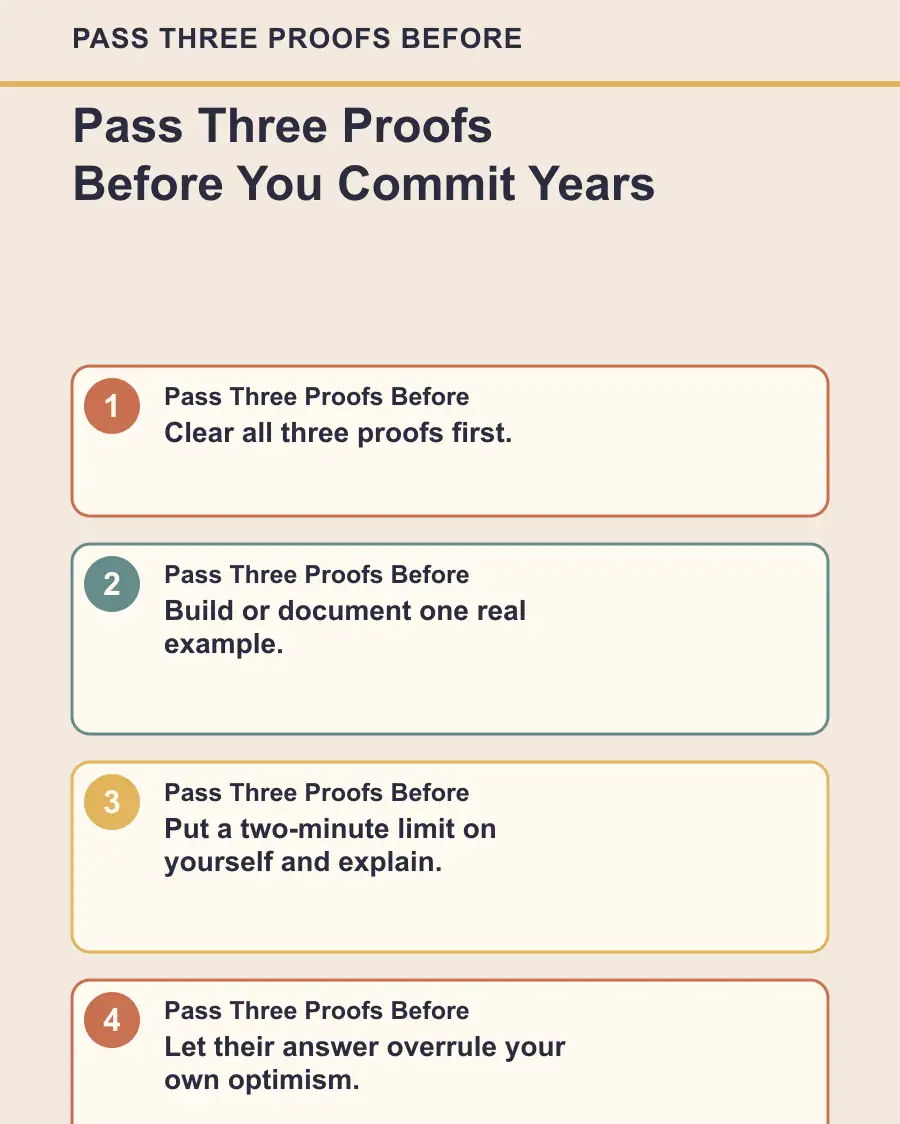 PASS THREE PROOFS BEFORE
Pass Three Proofs
Before You Commit Years
1
Pass Three Proofs Before
Clear all three proofs first.
2
Pass Three Proofs Before
Build or document one real
example.
3
Pass Three Proofs Before
Put a two-minute limit on
yourself and explain.
4
Pass Three Proofs Before
Let their answer overrule your
own optimism.